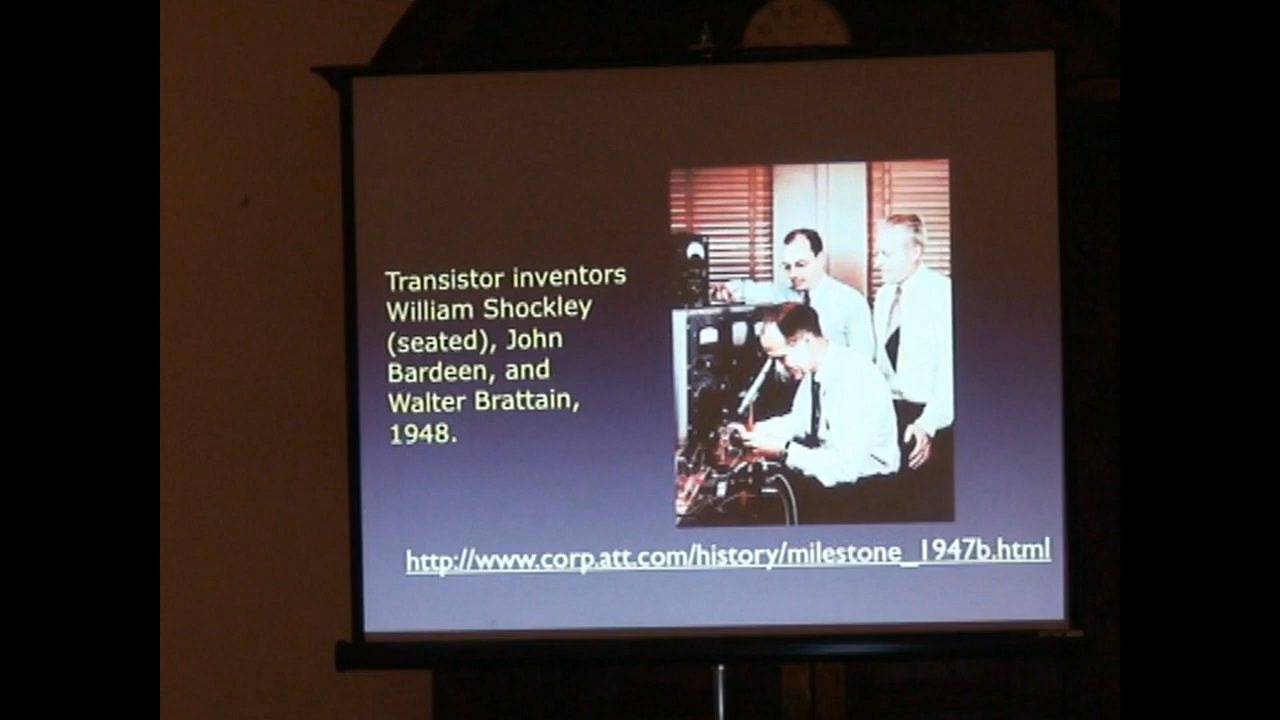 Transistor inventors
William Shockley
(seated), John
Bardeen, and
Walter Brattain,
1948.
http://www.corp.att.com/history/milestone_1947b.html